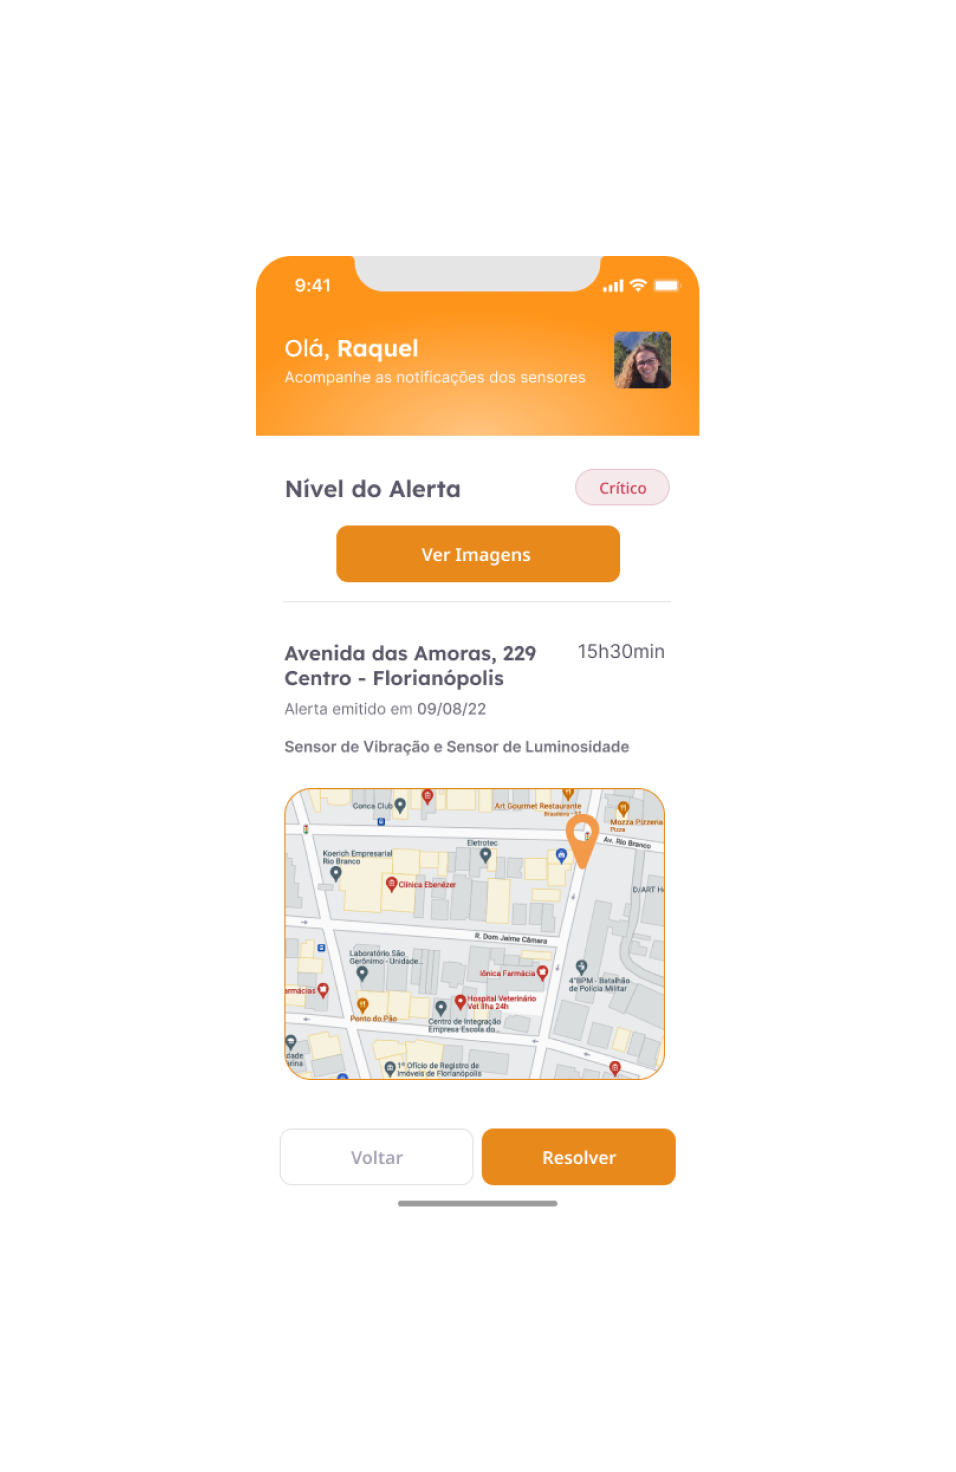 9:41
Olá, Raquel
Acompanhe as notificações dos sensores
Nível do Alerta
Crítico
Ver Imagens
Avenida das Amoras, 229
15h30min
Centro - Florianópolis
Alerta emitido em 09/08/22
Sensor de Vibração e Sensor de Luminosidade
Conca Club
Art Gourmet Restaurante
Mozza Pizzeria
Pizza
Av. Rio Branco
Eletrotec
Koerich Empresarial
Rio Branco
Clínica Ebenézer
D/ART H
R. Dom Jaime Câmara
Laboratório São
Gerônimo - Unidade...
Iônica Farmácia
4°BPM - Batalhão
de Polícia Militar
armácias
Hospital Veterinário
Vet Ilha 24h
Ponto do Pão
Centro de Integração
Empresa Escola do...
dade
arina
1º Ofício de Registro de
Imóveis de Florianópolis
Voltar
Resolver